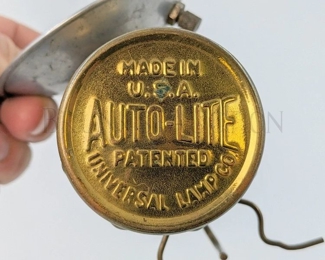 MADE IN
U.S.A.
AUTO-LITE
PATENTED
UNIVERSAL LAMP CO.